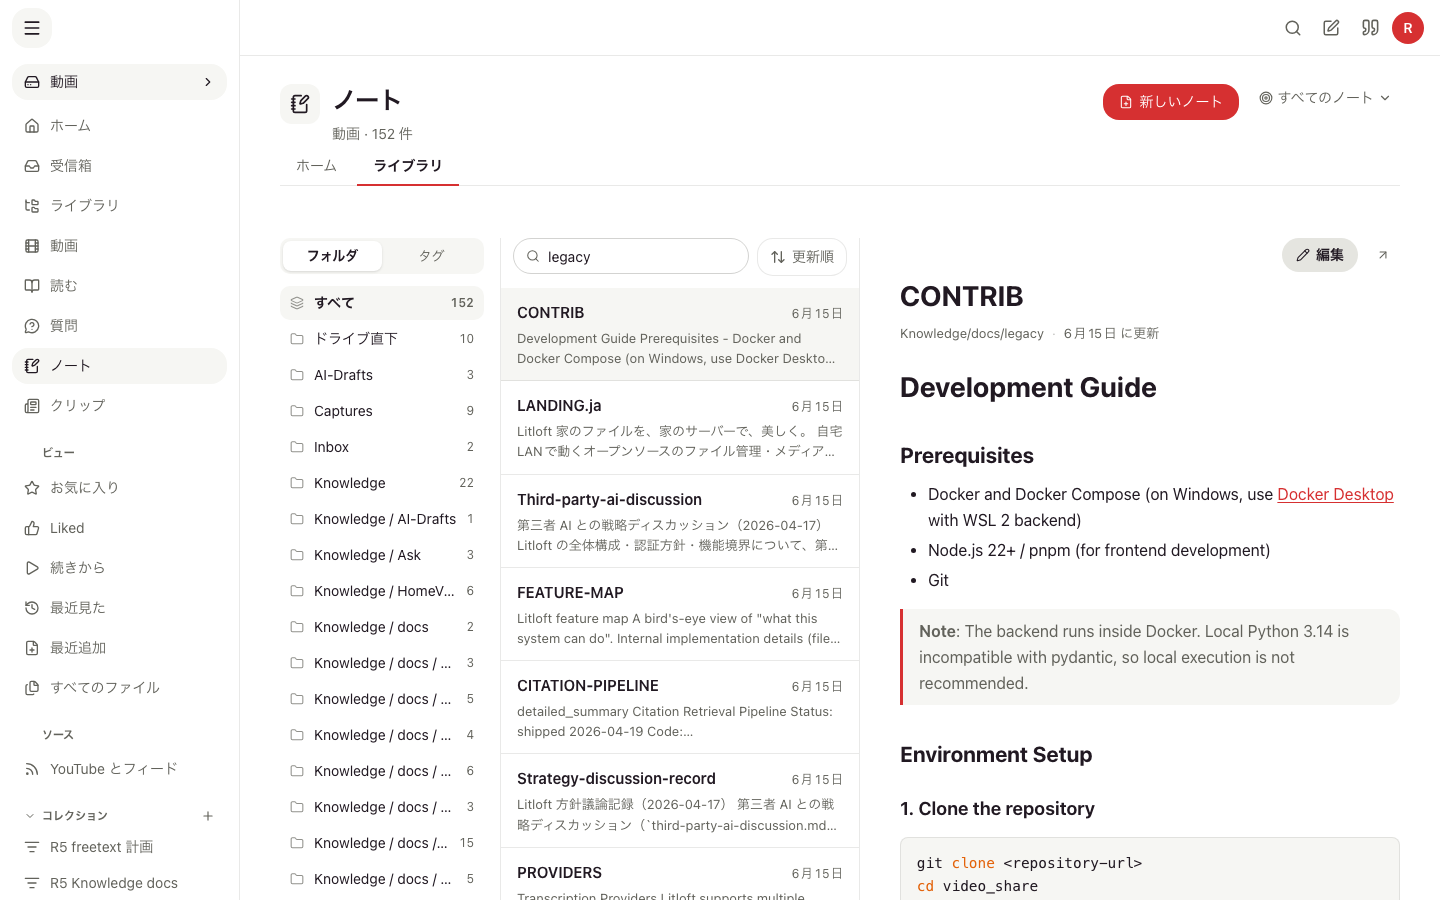 動画
ホーム
受信箱
ライブラリ
動画
読む
質問
ノート
クリップ
ビュー
お気に入り
Liked
続きから
最近見た
最近追加
すべてのファイル
ソース
YouTube とフィード
コレクション
R5 freetext 計画
R5 Knowledge docs
R
ノート
動画 · 152 件
新しいノート
すべてのノート
ホーム
ライブラリ
フォルダ
タグ
すべて 152
ドライブ直下 10
AI-Drafts 3
Captures 9
Inbox 2
Knowledge 22
Knowledge / AI-Drafts 1
Knowledge / Ask 3
Knowledge / HomeV... 6
Knowledge / docs 2
Knowledge / docs / ... 3
Knowledge / docs / ... 5
Knowledge / docs / ... 4
Knowledge / docs / ... 6
Knowledge / docs / ... 3
Knowledge / docs /... 15
Knowledge / docs / ... 5
legacy
更新順
CONTRIB 6月15日
Development Guide Prerequisites - Docker and
Docker Compose (on Windows, use Docker Deskto...
LANDING.ja 6月15日
Litloft 家のファイルを、家のサーバーで、美しく。 自宅
LANで動くオープンソースのファイル管理・メディア...
Third-party-ai-discussion 6月15日
第三者 AI との戦略ディスカッション（2026-04-17）
Litloft の全体構成・認証方針・機能境界について、第...
FEATURE-MAP 6月15日
Litloft feature map A bird's-eye view of "what this
system can do". Internal implementation details (file...
CITATION-PIPELINE 6月15日
detailed_summary Citation Retrieval Pipeline Status:
shipped 2026-04-19 Code:...
Strategy-discussion-record 6月15日
Litloft 方針議論記録（2026-04-17） 第三者 AI との戦
略ディスカッション（`third-party-ai-discussion.md...
PROVIDERS 6月15日
Transcription Providers Litloft supports multiple
編集
CONTRIB
Knowledge/docs/legacy · 6月15日 に更新
Development Guide
Prerequisites
• Docker and Docker Compose (on Windows, use Docker Desktop
with WSL 2 backend)
• Node.js 22+ / pnpm (for frontend development)
• Git
Note: The backend runs inside Docker. Local Python 3.14 is
incompatible with pydantic, so local execution is not
recommended.
Environment Setup
1. Clone the repository
git clone <repository-url>
cd video_share